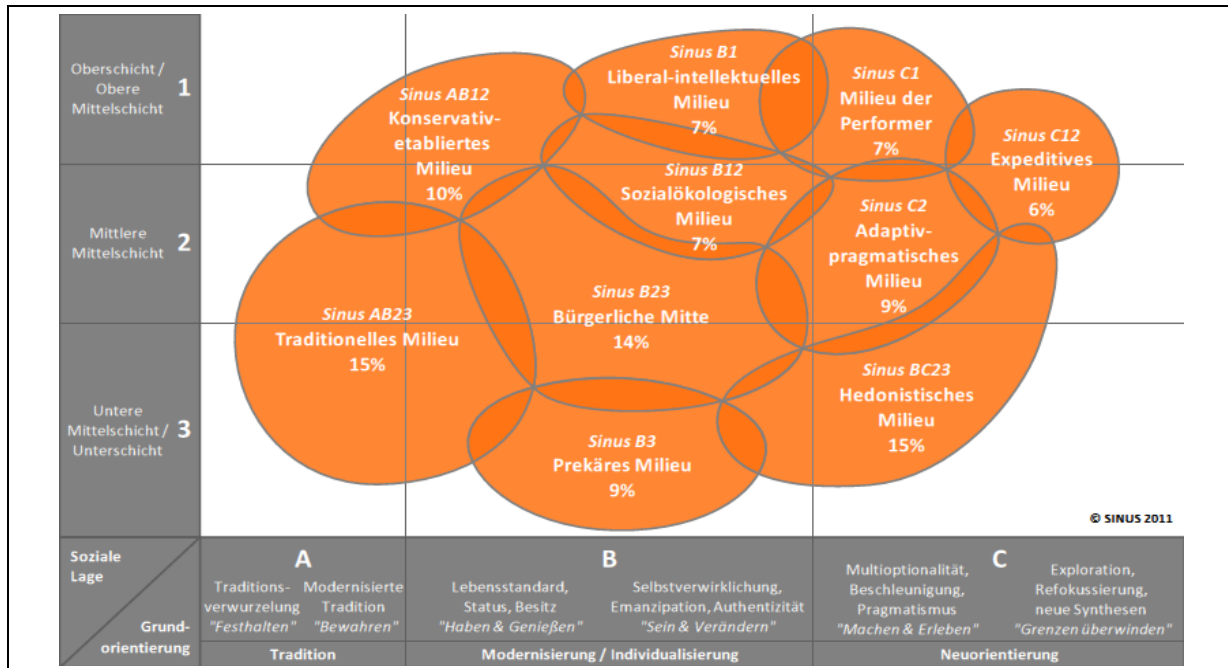 Oberschicht /
Obere
Mittelschicht
1
Mittlere
Mittelschicht
2
Untere
Mittelschicht /
Unterschicht
3
Sinus AB12
Konservativ-
etabliertes
Milieu
10%
Sinus B1
Liberal-intellektuelles
Milieu
7%
Sinus C1
Milieu der
Performer
7%
Sinus C12
Expeditives
Milieu
6%
Sinus B12
Sozialökologisches
Milieu
7%
Sinus C2
Adaptiv-
pragmatisches
Milieu
9%
Sinus AB23
Traditionelles Milieu
15%
Sinus B23
Bürgerliche Mitte
14%
Sinus BC23
Hedonistisches
Milieu
15%
Sinus B3
Prekäres Milieu
9%
© SINUS 2011
Soziale
Lage
Grund-
orientierung
A
Traditions-
verwurzelung
"Festhalten"
Modernisierte
Tradition
"Bewahren"
Tradition
B
Lebensstandard,
Status, Besitz
"Haben & Genießen"
Selbstverwirklichung,
Emanzipation, Authentizität
"Sein & Verändern"
Modernisierung / Individualisierung
C
Multioptionalität,
Beschleunigung,
Pragmatismus
"Machen & Erleben"
Exploration,
Refokussierung,
neue Synthesen
"Grenzen überwinden"
Neuorientierung